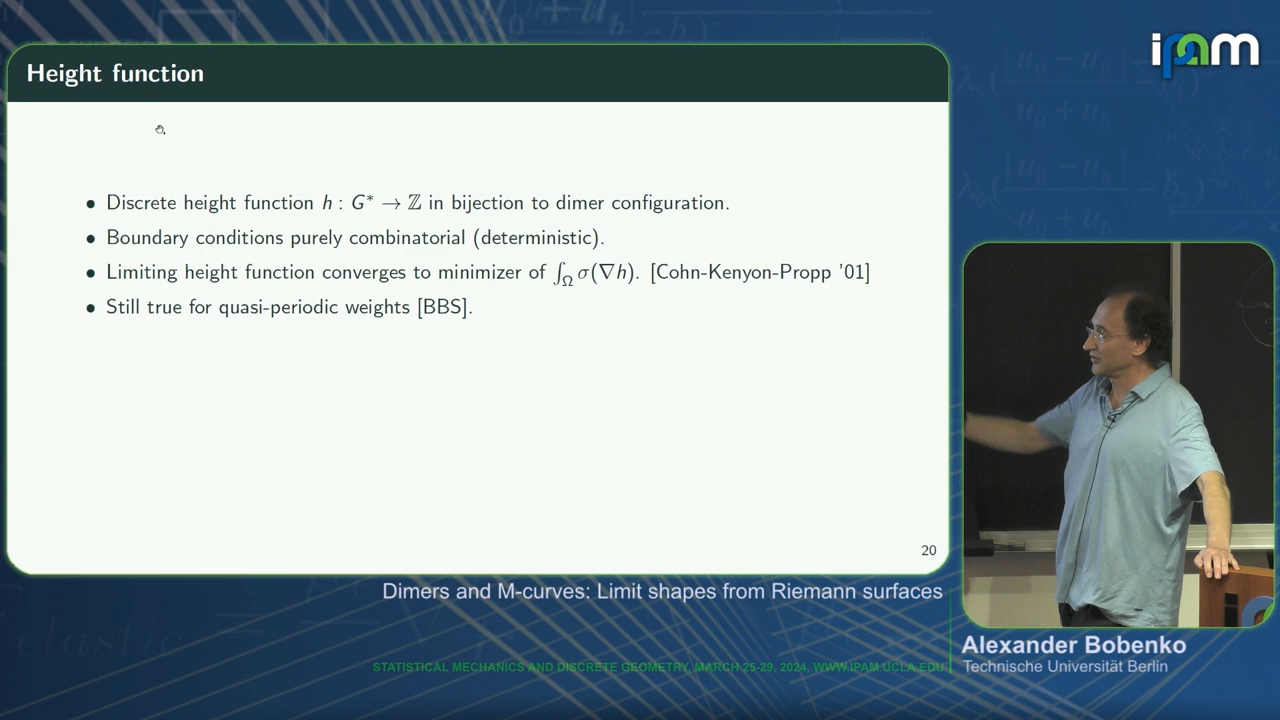 ipam
Height function
• Discrete height function h : G* → ℤ in bijection to dimer configuration.
• Boundary conditions purely combinatorial (deterministic).
• Limiting height function converges to minimizer of ∫_Ω σ(∇h). [Cohn-Kenyon-Propp '01]
• Still true for quasi-periodic weights [BBS].
20
Dimers and M-curves: Limit shapes from Riemann surfaces
Alexander Bobenko
Technische Universität Berlin
STATISTICAL MECHANICS AND DISCRETE GEOMETRY, MARCH 25-29, 2024, WWW.IPAM.UCLA.EDU
elastic